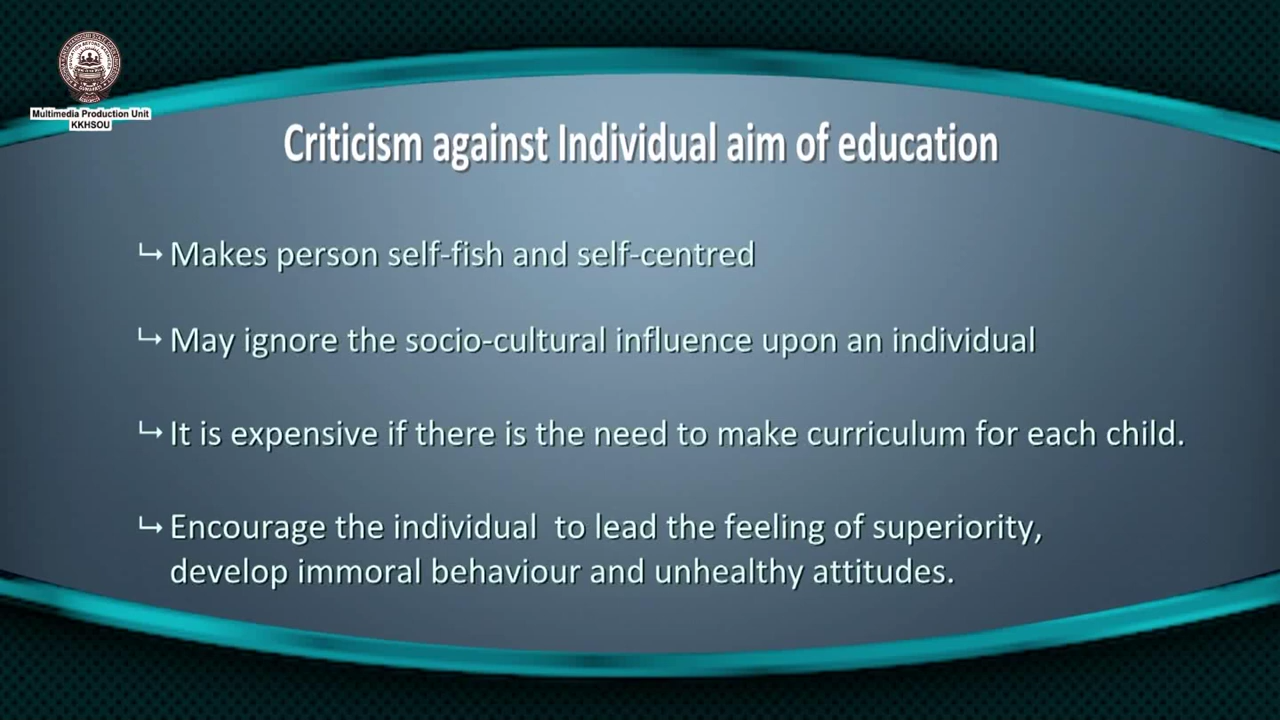 Multimedia Production Unit
KKHSOU
Criticism against Individual aim of education
↳ Makes person self-fish and self-centred
↳ May ignore the socio-cultural influence upon an individual
↳ It is expensive if there is the need to make curriculum for each child.
↳ Encourage the individual  to lead the feeling of superiority,
develop immoral behaviour and unhealthy attitudes.